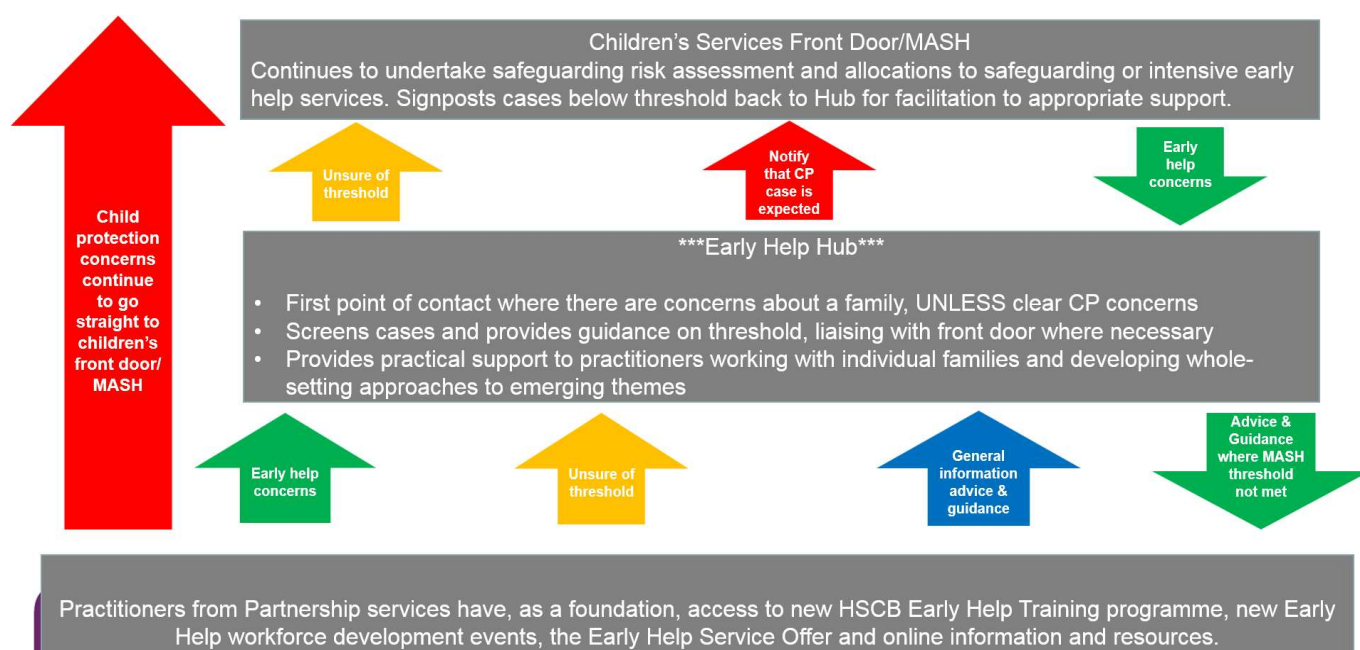 Children’s Services Front Door/MASH
Continues to undertake safeguarding risk assessment and allocations to safeguarding or intensive early
help services. Signposts cases below threshold back to Hub for facilitation to appropriate support.
Child
protection
concerns
continue
to go
straight to
children’s
front door/
MASH
Unsure of
threshold
Notify
that CP
case is
expected
Early
help
concerns
***Early Help Hub***
• First point of contact where there are concerns about a family, UNLESS clear CP concerns
• Screens cases and provides guidance on threshold, liaising with front door where necessary
• Provides practical support to practitioners working with individual families and developing whole-
setting approaches to emerging themes
Early help
concerns
Unsure of
threshold
General
information
advice &
guidance
Advice &
Guidance
where MASH
threshold
not met
Practitioners from Partnership services have, as a foundation, access to new HSCB Early Help Training programme, new Early
Help workforce development events, the Early Help Service Offer and online information and resources.